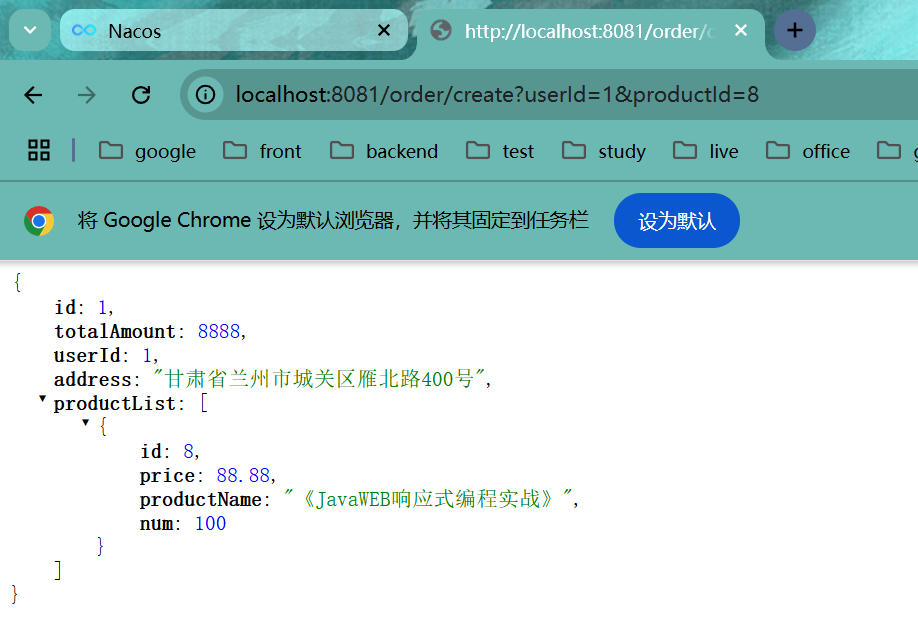 Nacos
http://localhost:8081/order/
localhost:8081/order/create?userId=1&productId=8
google front backend test study live office
将 Google Chrome 设为默认浏览器，并将其固定到任务栏 设为默认
{
id: 1,
totalAmount: 8888,
userId: 1,
address: "甘肃省兰州市城关区雁北路400号",
productList: [
{
id: 8,
price: 88.88,
productName: "《JavaWEB响应式编程实战》",
num: 100
}
]
}